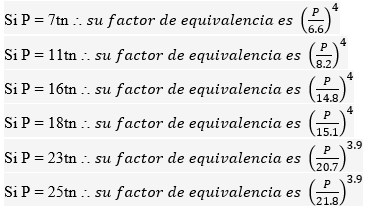 Si P = 7tn ∴ su factor de equivalencia es (P/6.6)^4
Si P = 11tn ∴ su factor de equivalencia es (P/8.2)^4
Si P = 16tn ∴ su factor de equivalencia es (P/14.8)^4
Si P = 18tn ∴ su factor de equivalencia es (P/15.1)^4
Si P = 23tn ∴ su factor de equivalencia es (P/20.7)^3.9
Si P = 25tn ∴ su factor de equivalencia es (P/21.8)^3.9